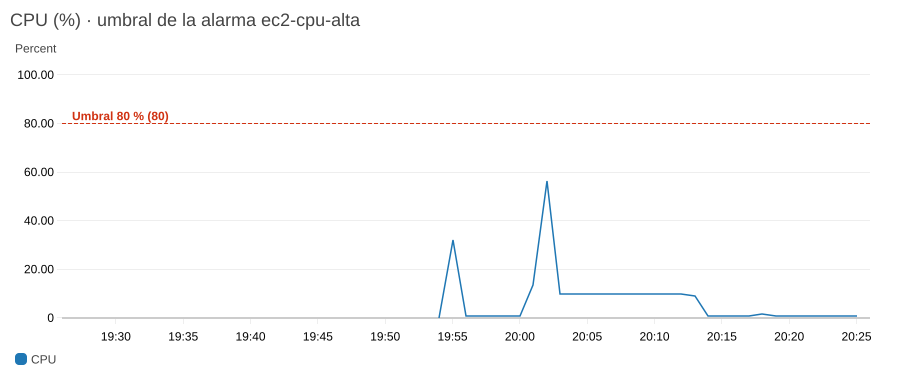 CPU (%) · umbral de la alarma ec2-cpu-alta
Percent
100.00
Umbral 80 % (80)
80.00
60.00
40.00
20.00
0
19:30 19:35 19:40 19:45 19:50 19:55 20:00 20:05 20:10 20:15 20:20 20:25
CPU